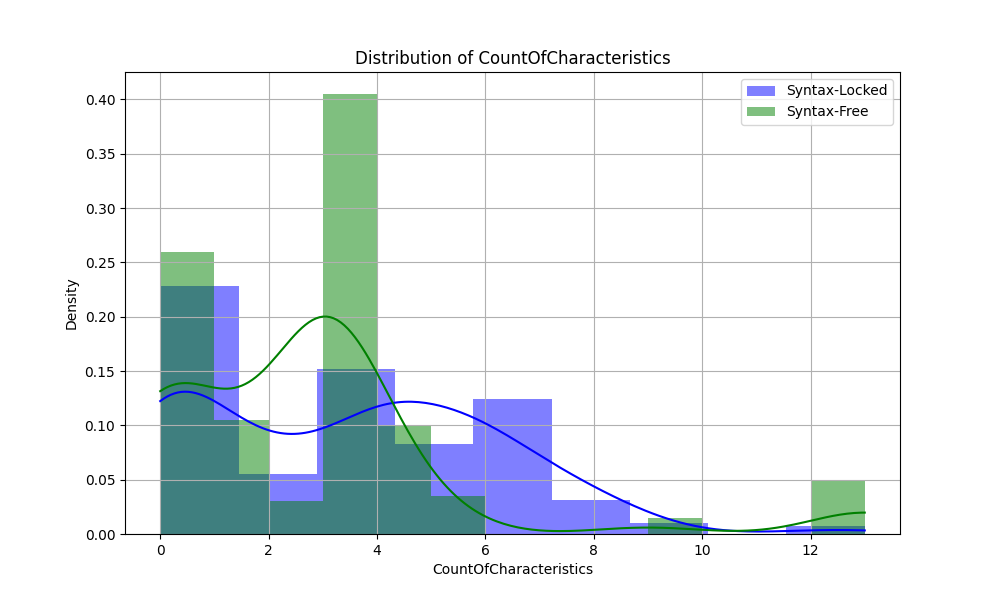 Distribution of CountOfCharacteristics
Syntax-Locked
Syntax-Free
0.40
0.35
0.30
0.25
0.20
0.15
0.10
0.05
0.00
Density
0 2 4 6 8 10 12
CountOfCharacteristics